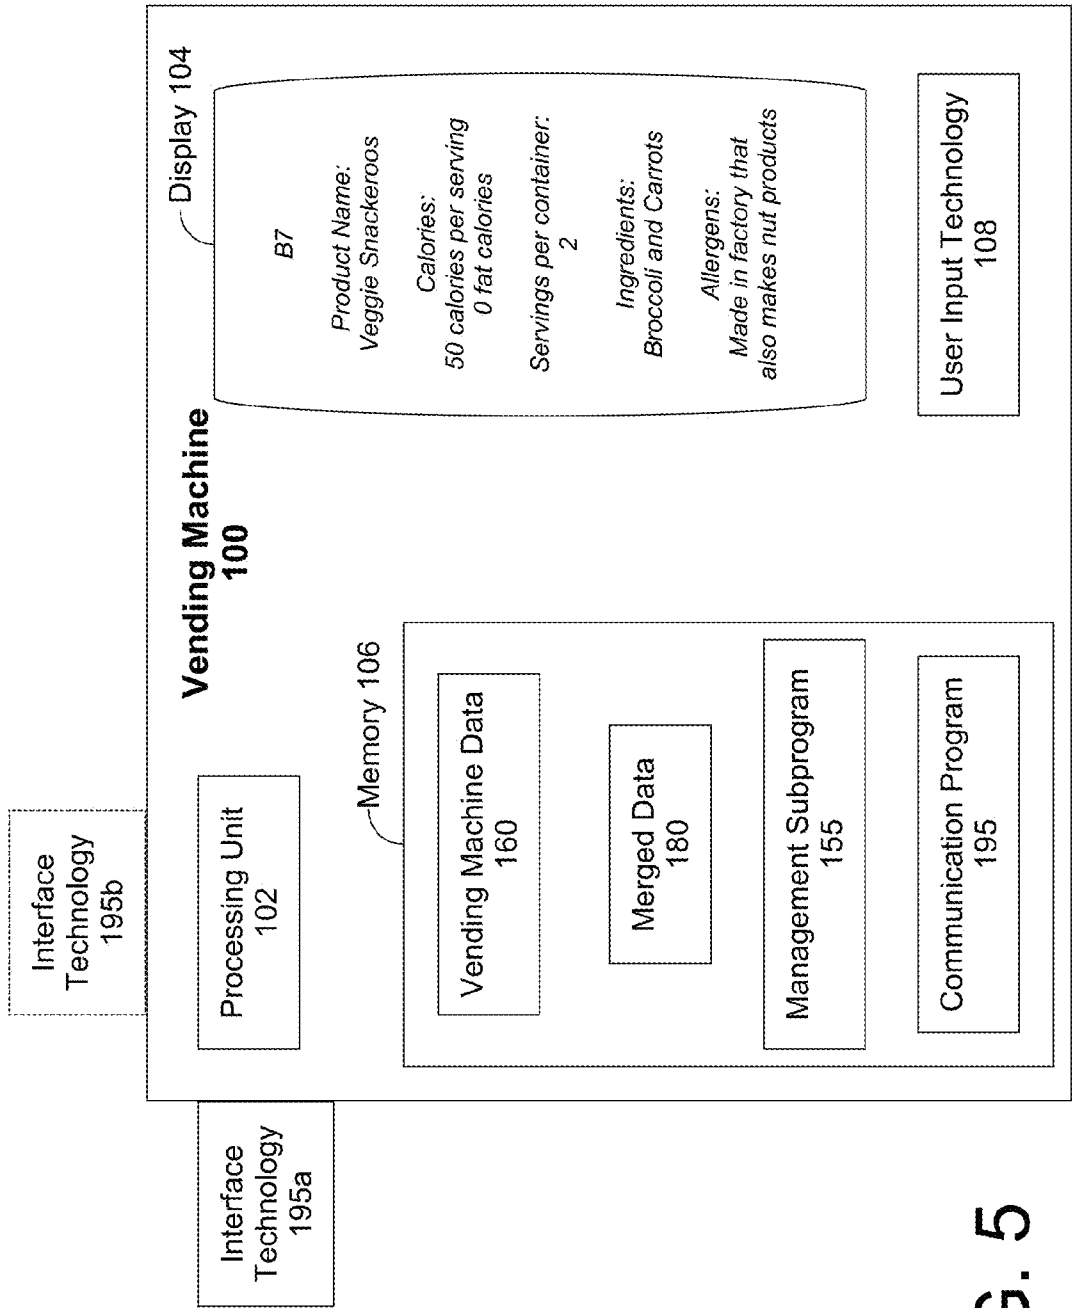 Interface
Technology
195a
Interface
Technology
195b
Vending Machine
100
Processing Unit
102
Memory 106
Vending Machine Data
160
Merged Data
180
Management Subprogram
155
Communication Program
195
Display 104
B7
Product Name:
Veggie Snackeroos
Calories:
50 calories per serving
0 fat calories
Servings per container:
2
Ingredients:
Broccoli and Carrots
Allergens:
Made in factory that
also makes nut products
User Input Technology
108
G. 5